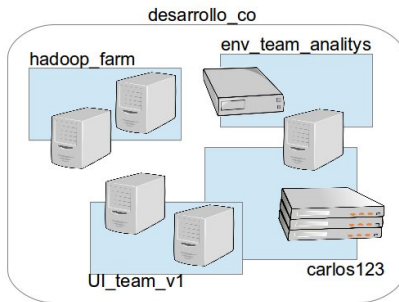 desarrollo_co
hadoop_farm
env_team_analitys
UI_team_v1
carlos123